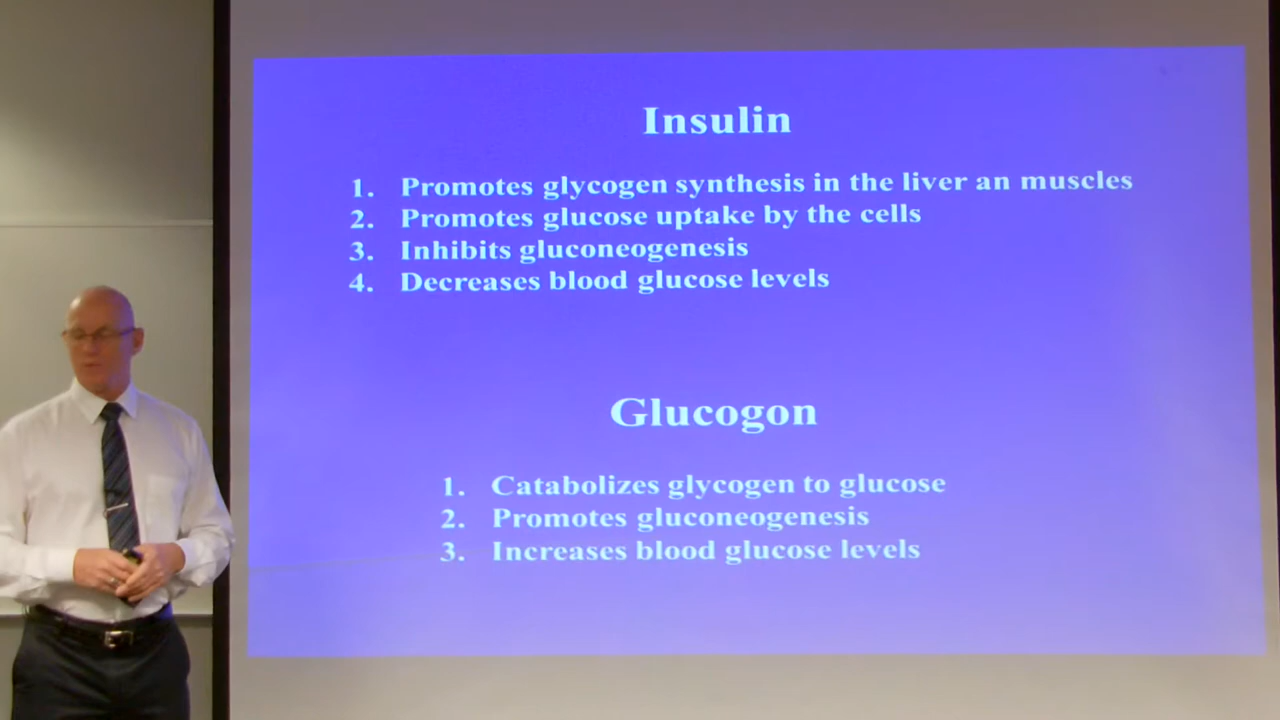 Insulin
1. Promotes glycogen synthesis in the liver an muscles
2. Promotes glucose uptake by the cells
3. Inhibits gluconeogenesis
4. Decreases blood glucose levels
Glucogon
1. Catabolizes glycogen to glucose
2. Promotes gluconeogenesis
3. Increases blood glucose levels